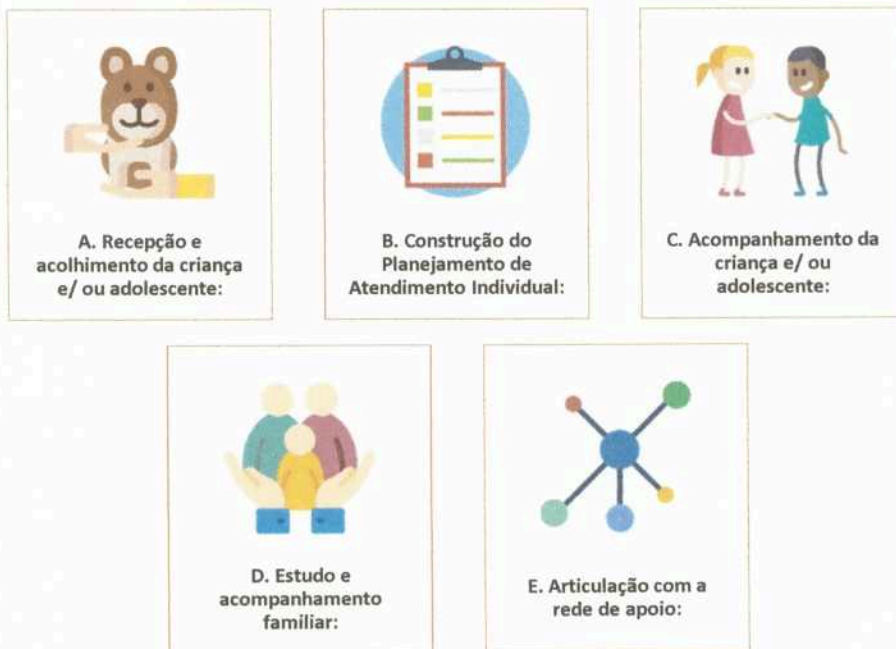 A. Recepção e
acolhimento da criança
e/ ou adolescente:
B. Construção do
Planejamento de
Atendimento Individual:
C. Acompanhamento da
criança e/ ou
adolescente:
D. Estudo e
acompanhamento
familiar:
E. Articulação com a
rede de apoio: